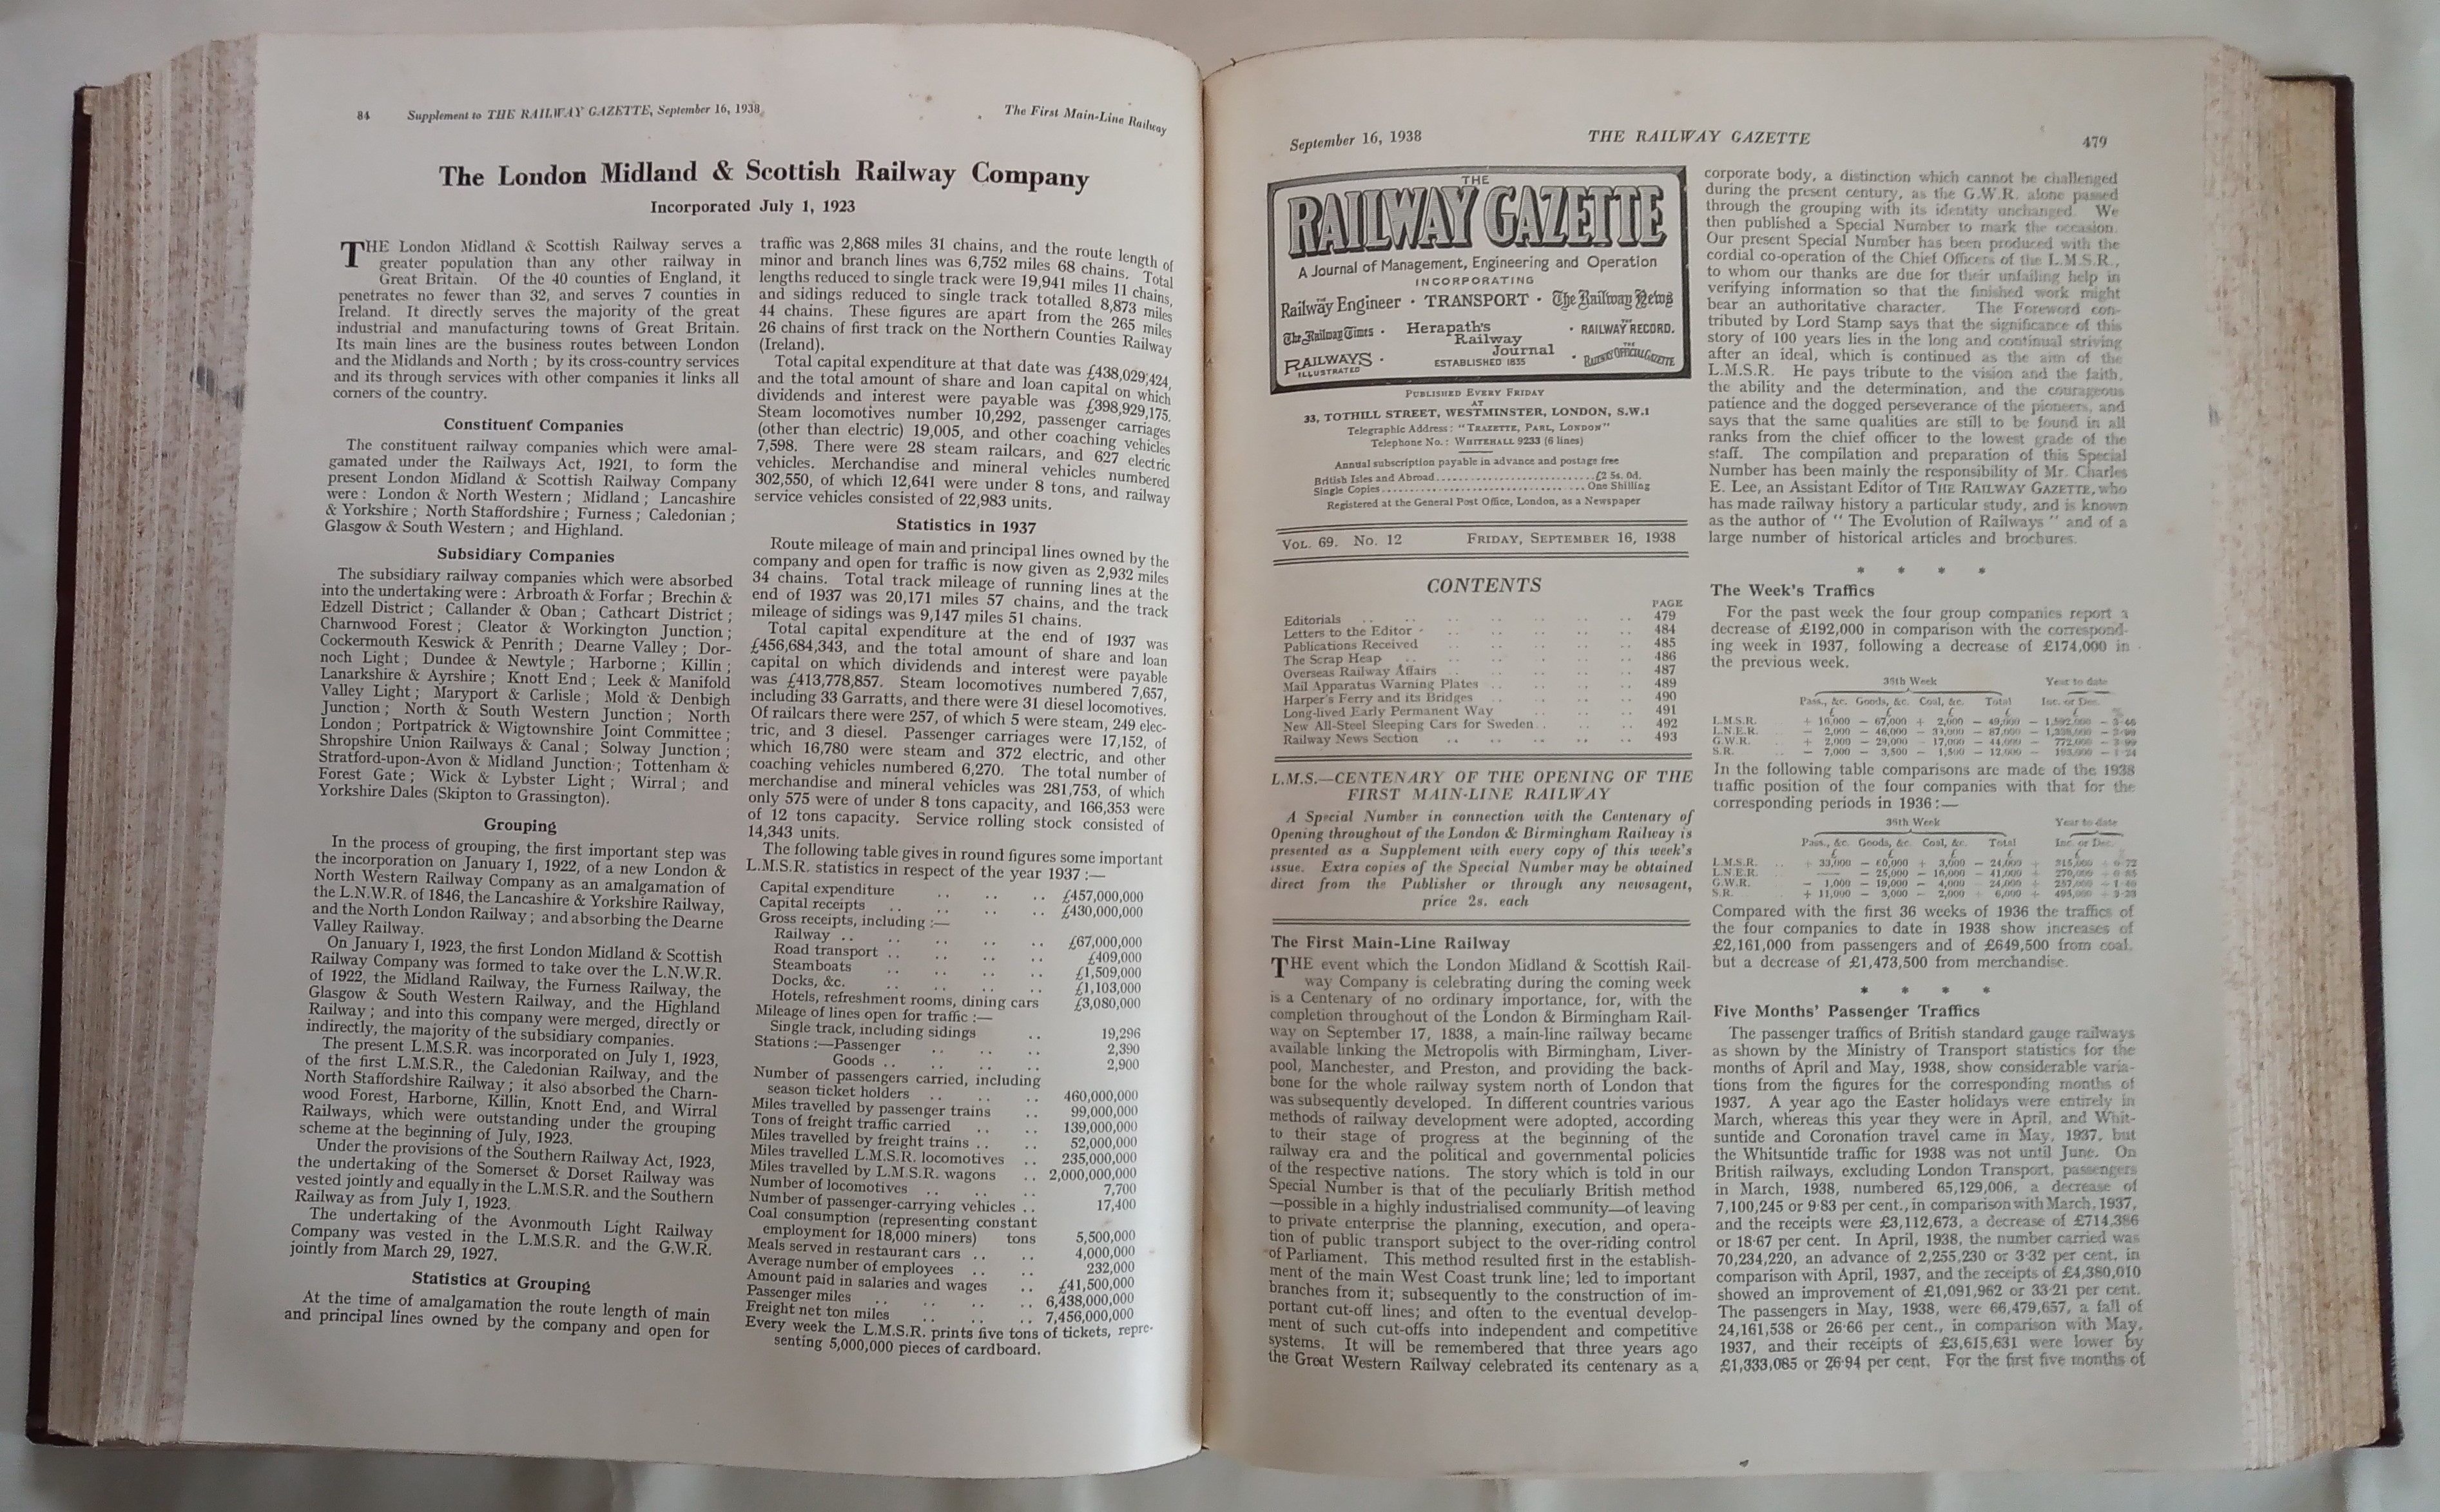 84 Supplement to THE RAILWAY GAZETTE, September 16, 1938 The First Main-Line Railway
The London Midland & Scottish Railway Company
Incorporated July 1, 1923
THE London Midland & Scottish Railway serves a
greater population than any other railway in
Great Britain. Of the 40 counties of England, it
penetrates no fewer than 32, and serves 7 counties in
Ireland. It directly serves the majority of the great
industrial and manufacturing towns of Great Britain.
Its main lines are the business routes between London
and the Midlands and North ; by its cross-country services
and its through services with other companies it links all
corners of the country.
Constituent Companies
The constituent railway companies which were amal-
gamated under the Railways Act, 1921, to form the
present London Midland & Scottish Railway Company
were : London & North Western ; Midland ; Lancashire
& Yorkshire ; North Staffordshire ; Furness ; Caledonian ;
Glasgow & South Western ; and Highland.
Subsidiary Companies
The subsidiary railway companies which were absorbed
into the undertaking were : Arbroath & Forfar ; Brechin &
Edzell District ; Callander & Oban ; Cathcart District ;
Charnwood Forest ; Cleator & Workington Junction ;
Cockermouth Keswick & Penrith ; Dearne Valley ; Dor-
noch Light ; Dundee & Newtyle ; Harborne ; Killin ;
Lanarkshire & Ayrshire ; Knott End ; Leek & Manifold
Valley Light ; Maryport & Carlisle ; Mold & Denbigh
Junction ; North & South Western Junction ; North
London ; Portpatrick & Wigtownshire Joint Committee ;
Shropshire Union Railways & Canal ; Solway Junction ;
Stratford-upon-Avon & Midland Junction ; Tottenham &
Forest Gate ; Wick & Lybster Light ; Wirral ; and
Yorkshire Dales (Skipton to Grassington).
Grouping
In the process of grouping, the first important step was
the incorporation on January 1, 1922, of a new London &
North Western Railway Company as an amalgamation of
the L.N.W.R. of 1846, the Lancashire & Yorkshire Railway,
and the North London Railway ; and absorbing the Dearne
Valley Railway.
On January 1, 1923, the first London Midland & Scottish
Railway Company was formed to take over the L.N.W.R.
of 1922, the Midland Railway, the Furness Railway, the
Glasgow & South Western Railway, and the Highland
Railway ; and into this company were merged, directly or
indirectly, the majority of the subsidiary companies.
The present L.M.S.R. was incorporated on July 1, 1923,
of the first L.M.S.R., the Caledonian Railway, and the
North Staffordshire Railway ; it also absorbed the Charn-
wood Forest, Harborne, Killin, Knott End, and Wirral
Railways, which were outstanding under the grouping
scheme at the beginning of July, 1923.
Under the provisions of the Southern Railway Act, 1923,
the undertaking of the Somerset & Dorset Railway was
vested jointly and equally in the L.M.S.R. and the Southern
Railway as from July 1, 1923.
The undertaking of the Avonmouth Light Railway
Company was vested in the L.M.S.R. and the G.W.R.
jointly from March 29, 1927.
Statistics at Grouping
At the time of amalgamation the route length of main
and principal lines owned by the company and open for
traffic was 2,868 miles 31 chains, and the route length of
minor and branch lines was 6,752 miles 68 chains. Total
lengths reduced to single track were 19,941 miles 11 chains,
and sidings reduced to single track totalled 8,873 miles
44 chains. These figures are apart from the 265 miles
26 chains of first track on the Northern Counties Railway
(Ireland).
Total capital expenditure at that date was £438,029,424,
and the total amount of share and loan capital on which
dividends and interest were payable was £398,929,175.
Steam locomotives number 10,292, passenger carriages
(other than electric) 19,005, and other coaching vehicles
7,598. There were 28 steam railcars, and 627 electric
vehicles. Merchandise and mineral vehicles numbered
302,550, of which 12,641 were under 8 tons, and railway
service vehicles consisted of 22,983 units.
Statistics in 1937
Route mileage of main and principal lines owned by the
company and open for traffic is now given as 2,932 miles
34 chains. Total track mileage of running lines at the
end of 1937 was 20,171 miles 57 chains, and the track
mileage of sidings was 9,147 miles 51 chains.
Total capital expenditure at the end of 1937 was
£456,684,343, and the total amount of share and loan
capital on which dividends and interest were payable
was £413,778,857. Steam locomotives numbered 7,657,
including 33 Garratts, and there were 31 diesel locomotives.
Of railcars there were 257, of which 5 were steam, 249 elec-
tric, and 3 diesel. Passenger carriages were 17,152, of
which 16,780 were steam and 372 electric, and other
coaching vehicles numbered 6,270. The total number of
merchandise and mineral vehicles was 281,753, of which
only 575 were of under 8 tons capacity, and 166,353 were
of 12 tons capacity. Service rolling stock consisted of
14,343 units.
The following table gives in round figures some important
L.M.S.R. statistics in respect of the year 1937 :—
Capital expenditure .. .. .. £457,000,000
Capital receipts .. .. .. .. £430,000,000
Gross receipts, including :—
Railway .. .. .. .. .. £67,000,000
Road transport .. .. .. .. £409,000
Steamboats .. .. .. .. £1,509,000
Docks, &c. .. .. .. .. £1,103,000
Hotels, refreshment rooms, dining cars £3,080,000
Mileage of lines open for traffic :—
Single track, including sidings .. 19,296
Stations :—Passenger .. .. .. 2,390
Goods .. .. .. .. 2,900
Number of passengers carried, including
season ticket holders .. .. .. 460,000,000
Miles travelled by passenger trains .. 99,000,000
Tons of freight traffic carried .. .. 139,000,000
Miles travelled by freight trains .. .. 52,000,000
Miles travelled L.M.S.R. locomotives .. 235,000,000
Miles travelled by L.M.S.R. wagons .. 2,000,000,000
Number of locomotives .. .. .. 7,700
Number of passenger-carrying vehicles .. 17,400
Coal consumption (representing constant
employment for 18,000 miners) tons 5,500,000
Meals served in restaurant cars .. .. 4,000,000
Average number of employees .. .. 232,000
Amount paid in salaries and wages .. £41,500,000
Passenger miles .. .. .. .. 6,438,000,000
Freight net ton miles .. .. .. 7,456,000,000
Every week the L.M.S.R. prints five tons of tickets, repre-
senting 5,000,000 pieces of cardboard.
September 16, 1938 THE RAILWAY GAZETTE 479
THE
RAILWAY GAZETTE
A Journal of Management, Engineering and Operation
INCORPORATING
THE Railway Engineer · TRANSPORT · The Railway News
The Railway Times · Herapath's Railway Journal · THE RAILWAY RECORD.
RAILWAYS ILLUSTRATED · ESTABLISHED 1835 · THE RAILWAY OFFICIAL GAZETTE
PUBLISHED EVERY FRIDAY
AT
33, TOTHILL STREET, WESTMINSTER, LONDON, S.W.1
Telegraphic Address : "TRAZETTE, PARL, LONDON"
Telephone No. : WHITEHALL 9233 (6 lines)
Annual subscription payable in advance and postage free
British Isles and Abroad....£2 5s. 0d.
Single Copies....One Shilling
Registered at the General Post Office, London, as a Newspaper
VOL. 69. No. 12 FRIDAY, SEPTEMBER 16, 1938
CONTENTS
PAGE
Editorials .. .. .. .. .. .. 479
Letters to the Editor .. .. .. .. .. 484
Publications Received .. .. .. .. .. 485
The Scrap Heap .. .. .. .. .. 486
Overseas Railway Affairs .. .. .. .. .. 487
Mail Apparatus Warning Plates .. .. .. .. 489
Harper's Ferry and its Bridges .. .. .. .. 490
Long-lived Early Permanent Way .. .. .. .. 491
New All-Steel Sleeping Cars for Sweden .. .. .. 492
Railway News Section .. .. .. .. .. 493
L.M.S.—CENTENARY OF THE OPENING OF THE
FIRST MAIN-LINE RAILWAY
A Special Number in connection with the Centenary of
Opening throughout of the London & Birmingham Railway is
presented as a Supplement with every copy of this week's
issue. Extra copies of the Special Number may be obtained
direct from the Publisher or through any newsagent,
price 2s. each
The First Main-Line Railway
THE event which the London Midland & Scottish Rail-
way Company is celebrating during the coming week
is a Centenary of no ordinary importance, for, with the
completion throughout of the London & Birmingham Rail-
way on September 17, 1838, a main-line railway became
available linking the Metropolis with Birmingham, Liver-
pool, Manchester, and Preston, and providing the back-
bone for the whole railway system north of London that
was subsequently developed. In different countries various
methods of railway development were adopted, according
to their stage of progress at the beginning of the
railway era and the political and governmental policies
of the respective nations. The story which is told in our
Special Number is that of the peculiarly British method
—possible in a highly industrialised community—of leaving
to private enterprise the planning, execution, and opera-
tion of public transport subject to the over-riding control
of Parliament. This method resulted first in the establish-
ment of the main West Coast trunk line; led to important
branches from it; subsequently to the construction of im-
portant cut-off lines; and often to the eventual develop-
ment of such cut-offs into independent and competitive
systems. It will be remembered that three years ago
the Great Western Railway celebrated its centenary as a
corporate body, a distinction which cannot be challenged
during the present century, as the G.W.R. alone passed
through the grouping with its identity unchanged. We
then published a Special Number to mark the occasion.
Our present Special Number has been produced with the
cordial co-operation of the Chief Officers of the L.M.S.R.,
to whom our thanks are due for their unfailing help in
verifying information so that the finished work might
bear an authoritative character. The Foreword con-
tributed by Lord Stamp says that the significance of this
story of 100 years lies in the long and continual striving
after an ideal, which is continued as the aim of the
L.M.S.R. He pays tribute to the vision and the faith,
the ability and the determination, and the courageous
patience and the dogged perseverance of the pioneers, and
says that the same qualities are still to be found in all
ranks from the chief officer to the lowest grade of the
staff. The compilation and preparation of this Special
Number has been mainly the responsibility of Mr. Charles
E. Lee, an Assistant Editor of THE RAILWAY GAZETTE, who
has made railway history a particular study, and is known
as the author of "The Evolution of Railways" and of a
large number of historical articles and brochures.
* * * *
The Week's Traffics
For the past week the four group companies report a
decrease of £192,000 in comparison with the correspond-
ing week in 1937, following a decrease of £174,000 in
the previous week.
Week Year to date
Pass., &c. Goods, &c. Coal, &c. Total Inc. or Dec.
£ £ £ £ £ %
L.M.S.R. + 16,000 − 67,000 + 2,000 − 49,000 −
L.N.E.R. − 2,000 − 46,000 − 39,000 − 87,000 −
G.W.R. + 2,000 − 29,000 − 17,000 − 44,000 − 772,000
S.R. − 7,000 − 3,500 − 1,500 − 12,000 −
In the following table comparisons are made of the 1938
traffic position of the four companies with that for the
corresponding periods in 1936 :—
Week Year to date
Pass., &c. Goods, &c. Coal, &c. Total Inc. or Dec.
£ £ £ £ £ %
L.M.S.R. + 33,000 − 60,000 + 3,000 − 24,000 +
L.N.E.R. — − 25,000 − 16,000 − 41,000 +
G.W.R. − 1,000 − 19,000 − 4,000 − 24,000 +
S.R. + 11,000 − 3,000 − 2,000 + 6,000 +
Compared with the first 36 weeks of 1936 the traffics of
the four companies to date in 1938 show increases of
£2,161,000 from passengers and of £649,500 from coal,
but a decrease of £1,473,500 from merchandise.
* * * *
Five Months' Passenger Traffics
The passenger traffics of British standard gauge railways
as shown by the Ministry of Transport statistics for the
months of April and May, 1938, show considerable varia-
tions from the figures for the corresponding months of
1937. A year ago the Easter holidays were entirely in
March, whereas this year they were in April, and Whit-
suntide and Coronation travel came in May, 1937, but
the Whitsuntide traffic for 1938 was not until June. On
British railways, excluding London Transport, passengers
in March, 1938, numbered 65,129,006, a decrease of
7,100,245 or 9·83 per cent., in comparison with March, 1937,
and the receipts were £3,112,673, a decrease of £714,386
or 18·67 per cent. In April, 1938, the number carried was
70,234,220, an advance of 2,255,230 or 3·32 per cent. in
comparison with April, 1937, and the receipts of £4,380,010
showed an improvement of £1,091,962 or 33·21 per cent.
The passengers in May, 1938, were 66,479,657, a fall of
24,161,538 or 26·66 per cent., in comparison with May,
1937, and their receipts of £3,615,631 were lower by
£1,333,085 or 26·94 per cent. For the first five months of